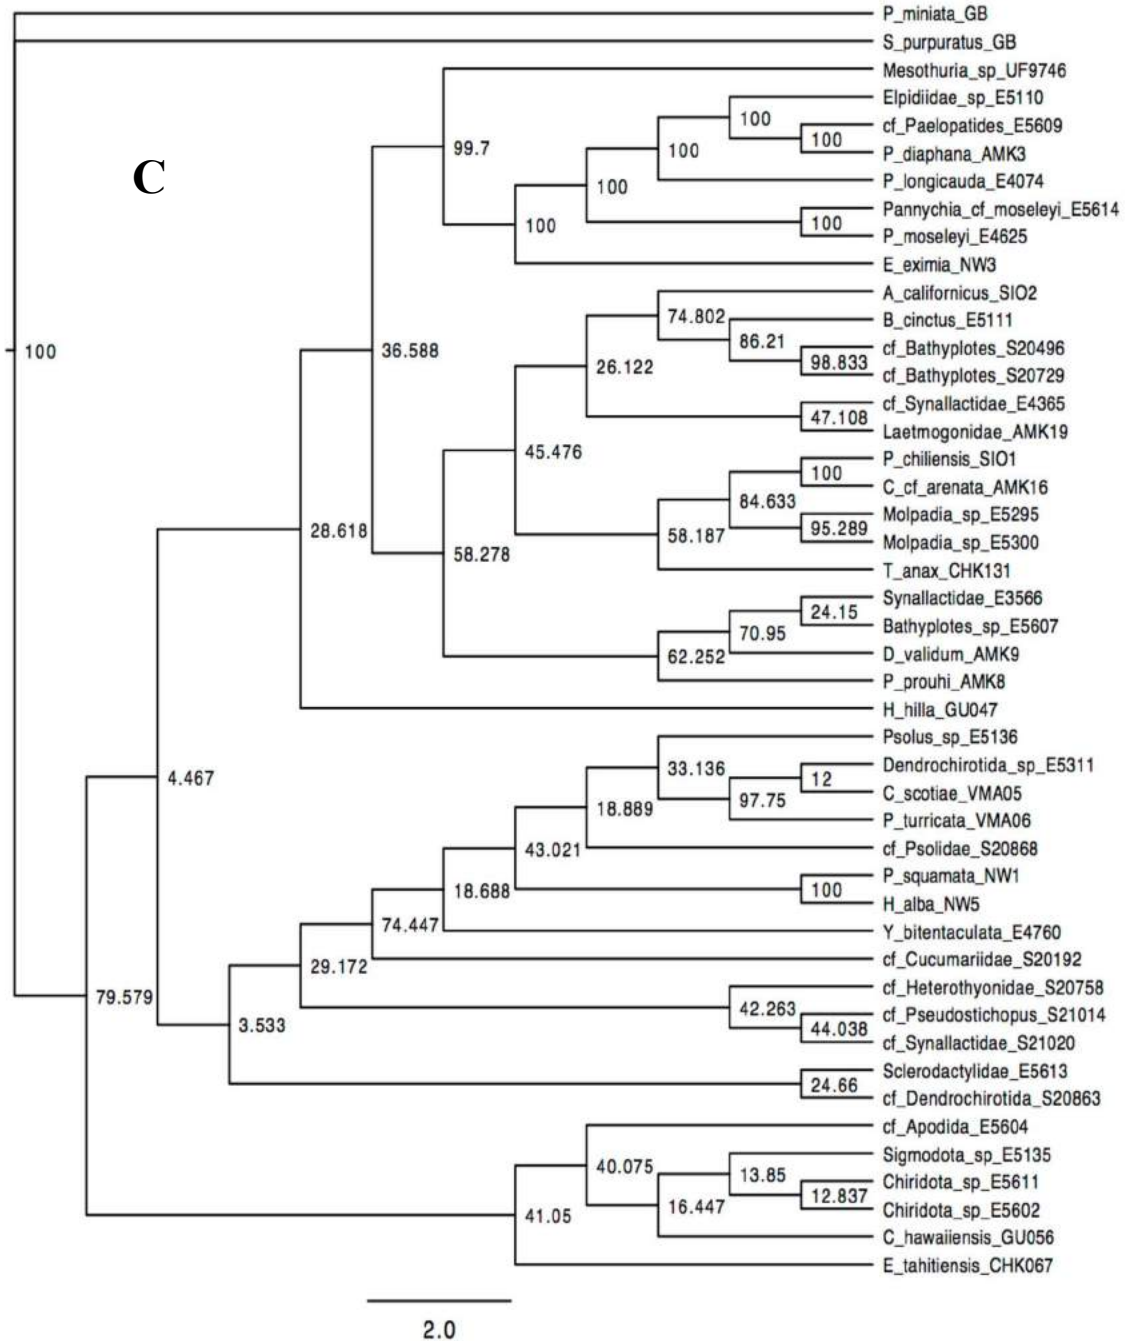 P_miniata_GB
S_purpuratus_GB
Mesothuria_sp_UF9746
Elpidiidae_sp_E5110
100
cf_Paelopatides_E5609
100
C
99.7
100
P_diaphana_AMK3
P_longicauda_E4074
100
Pannychia_cf_moseleyi_E5614
100
100
P_moseleyi_E4625
E_eximia_NW3
A_californicus_SIO2
74.802
B_cinctus_E5111
86.21
100
36.588
cf_Bathyplotes_S20496
98.833
26.122
cf_Bathyplotes_S20729
cf_Synallactidae_E4365
47.108
Laetmogonidae_AMK19
45.476
P_chiliensis_SIO1
100
C_cf_arenata_AMK16
84.633
Molpadia_sp_E5295
95.289
28.618
58.187
Molpadia_sp_E5300
58.278
T_anax_CHK131
Synallactidae_E3566
24.15
Bathyplotes_sp_E5607
70.95
62.252
D_validum_AMK9
P_prouhi_AMK8
H_hilla_GU047
Psolus_sp_E5136
33.136
Dendrochirotida_sp_E5311
4.467
12
C_scotiae_VMA05
97.75
18.889
P_turricata_VMA06
43.021
cf_Psolidae_S20868
P_squamata_NW1
18.688
100
H_alba_NW5
74.447
Y_bitentaculata_E4760
cf_Cucumariidae_S20192
29.172
cf_Heterothyonidae_S20758
79.579
42.263
cf_Pseudostichopus_S21014
3.533
44.038
cf_Synallactidae_S21020
Sclerodactylidae_E5613
24.66
cf_Dendrochirotida_S20863
cf_Apodida_E5604
Sigmodota_sp_E5135
40.075
13.85
Chiridota_sp_E5611
12.837
16.447
Chiridota_sp_E5602
41.05
C_hawaiiensis_GU056
E_tahitiensis_CHK067
2.0